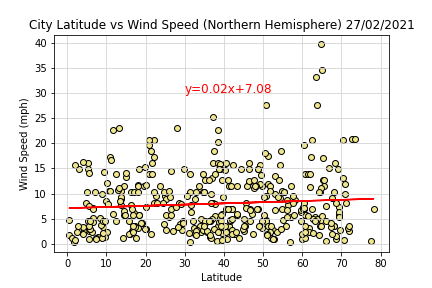 City Latitude vs Wind Speed (Northern Hemisphere) 27/02/2021
40
35
30
25
20
15
10
5
0
Wind Speed (mph)
y=0.02x+7.08
0 10 20 30 40 50 60 70 80
Latitude